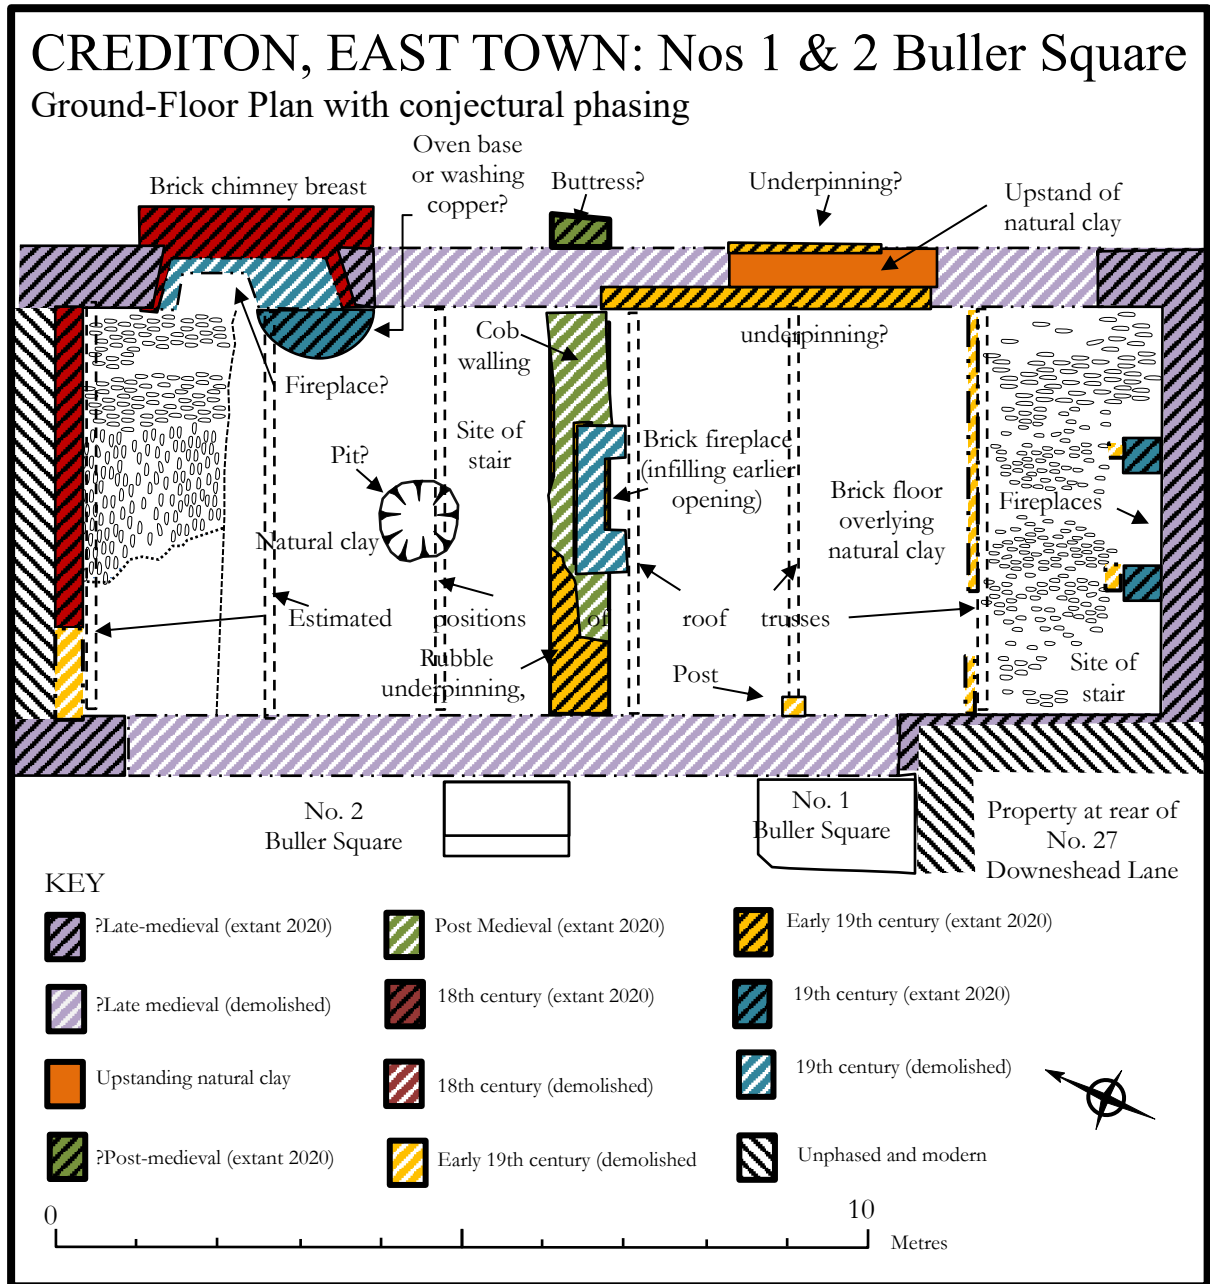 CREDITON, EAST TOWN: Nos 1 & 2 Buller Square
Ground-Floor Plan with conjectural phasing
Oven base
or washing
copper?
Brick chimney breast
Buttress?
Underpinning?
Upstand of
natural clay
Cob
walling
underpinning?
Fireplace?
Site of
stair
Pit?
Brick fireplace
(infilling earlier
opening)
Brick floor
overlying
natural clay
Fireplaces
Natural clay
Estimated positions of roof trusses
Rubble
underpinning,
Post
Site of
stair
No. 2
Buller Square
No. 1
Buller Square
Property at rear of
No. 27
Downeshead Lane
KEY
?Late-medieval (extant 2020)
?Late medieval (demolished)
Upstanding natural clay
?Post-medieval (extant 2020)
Post Medieval (extant 2020)
18th century (extant 2020)
18th century (demolished)
Early 19th century (demolished
Early 19th century (extant 2020)
19th century (extant 2020)
19th century (demolished)
Unphased and modern
0
10
Metres